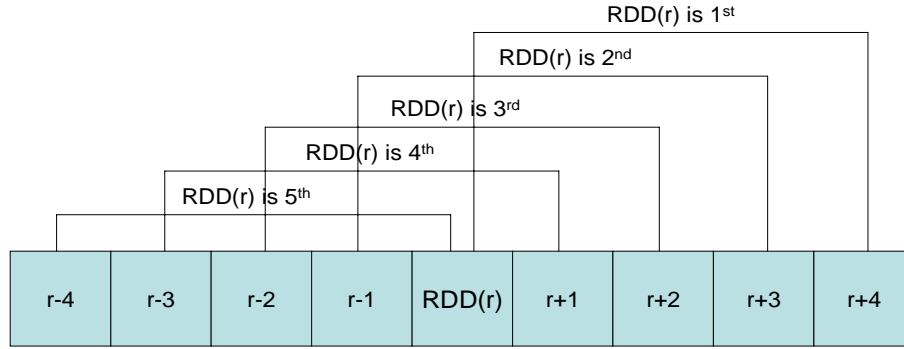 RDD(r) is 1st
RDD(r) is 2nd
RDD(r) is 3rd
RDD(r) is 4th
RDD(r) is 5th
r-4 r-3 r-2 r-1 RDD(r) r+1 r+2 r+3 r+4